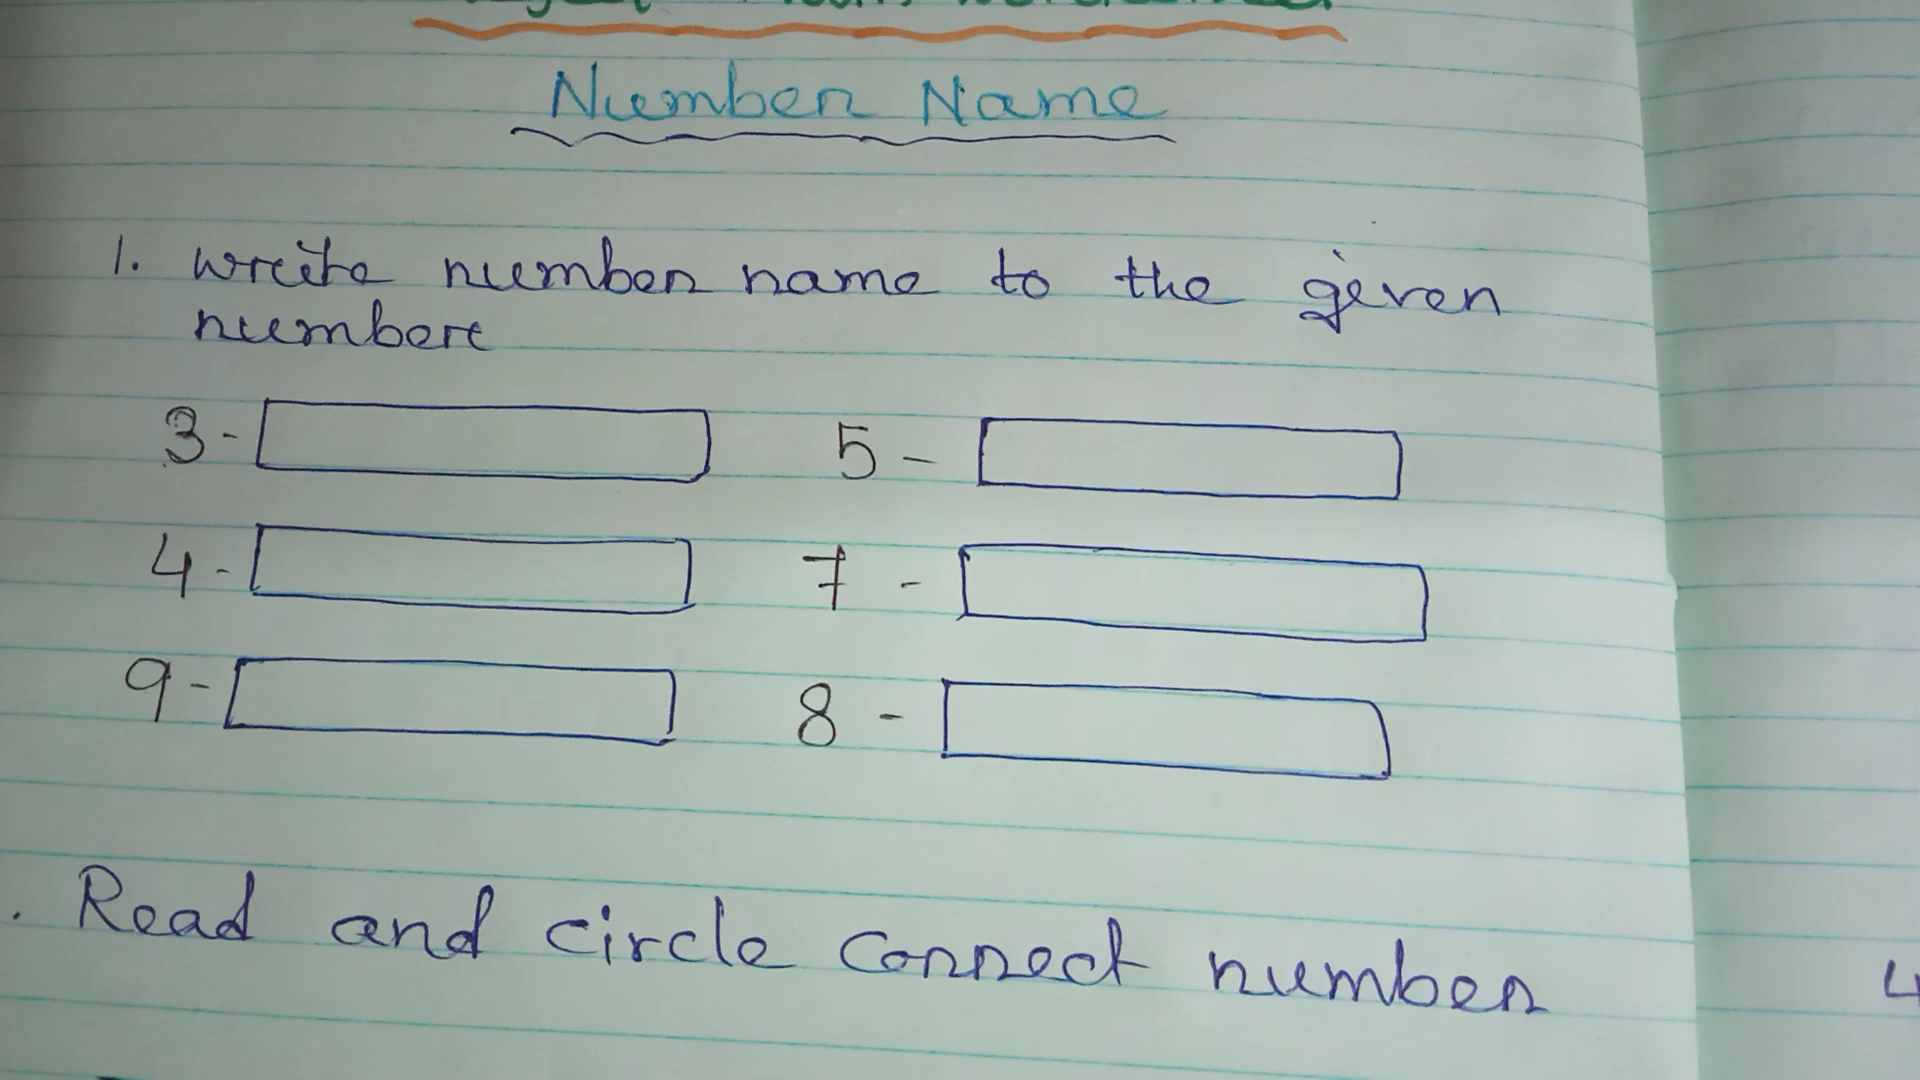 Number Name
1. write number name to the given
number
3 - 5 -
4 - 7 -
9 - 8 -
. Read and circle correct number
4